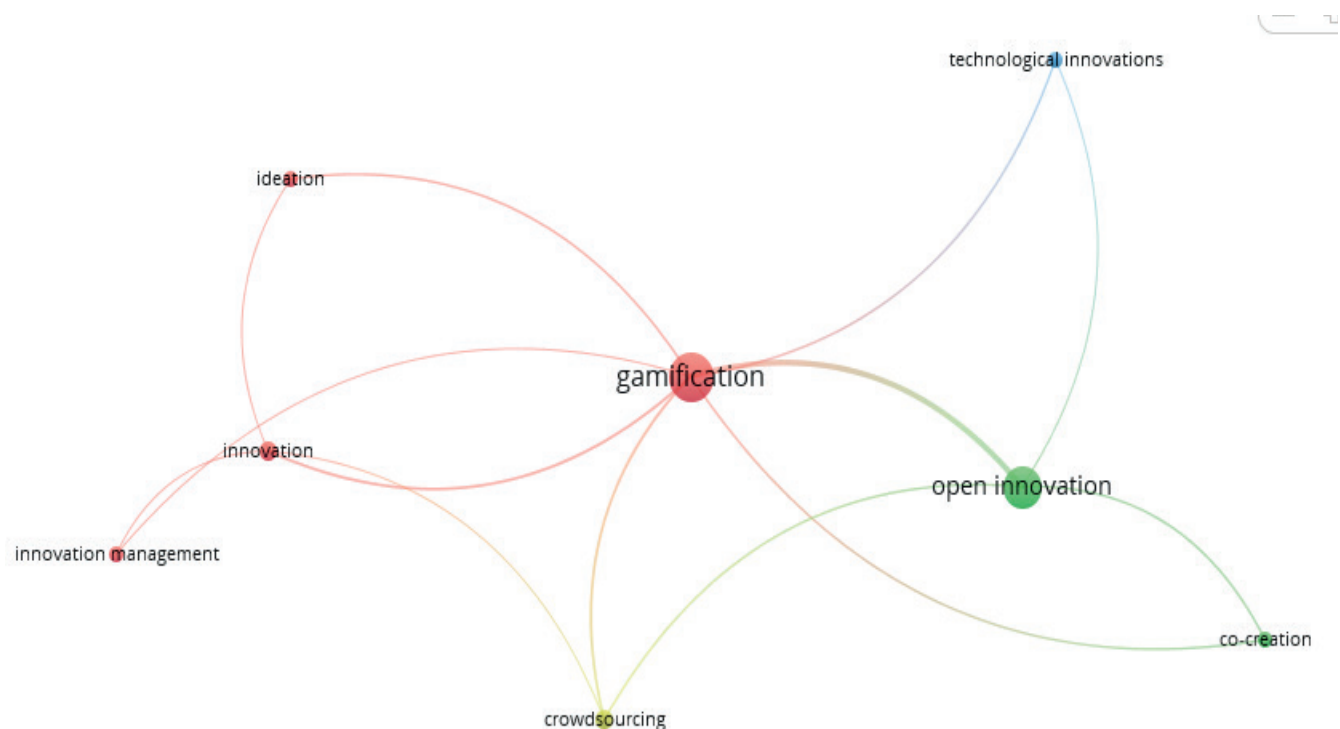 technological innovations
ideation
gamification
innovation
open innovation
innovation management
co-creation
crowdsourcing